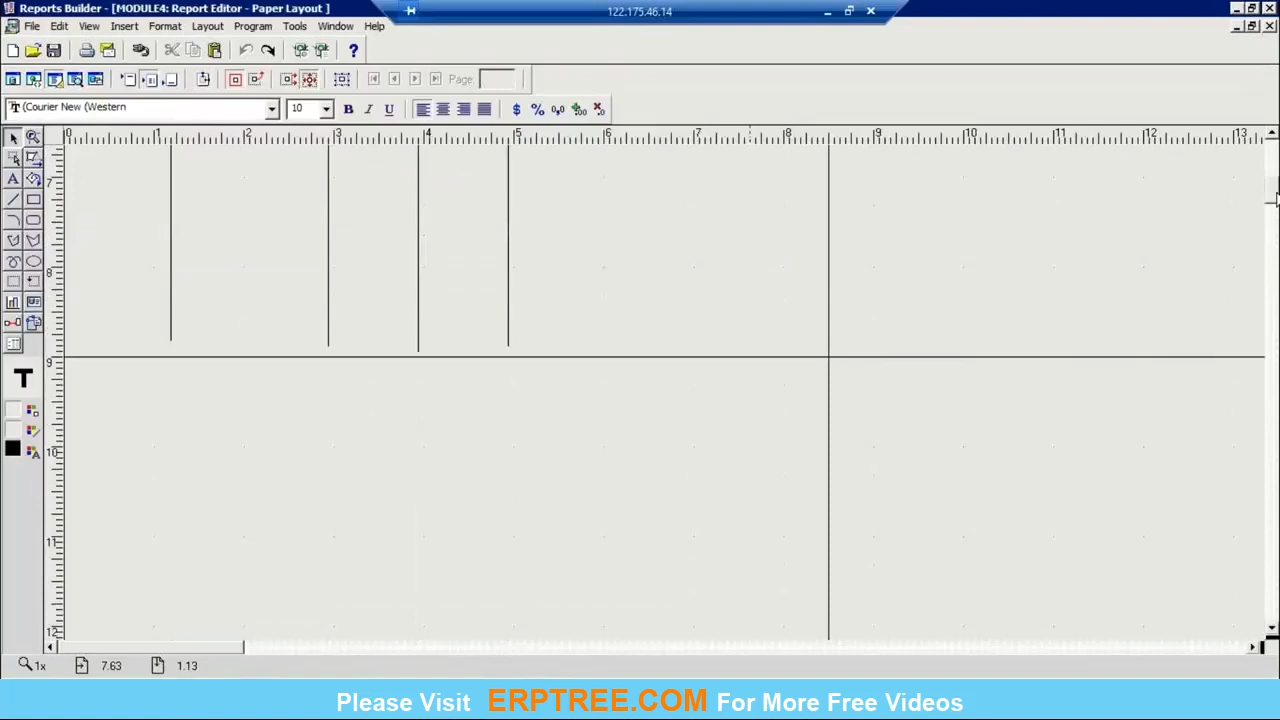 Reports Builder - [MODULE4: Report Editor - Paper Layout ]
122.175.46.14
File Edit View Insert Format Layout Program Tools Window Help
Page:
(Courier New (Western 10 B I U $ % 0,0 +.00 .0
0 1 2 3 4 5 6 7 8 9 10 11 12 13
A
7
8
9
10
11
12
T
1x 7.63 1.13
Please Visit ERPTREE.COM For More Free Videos